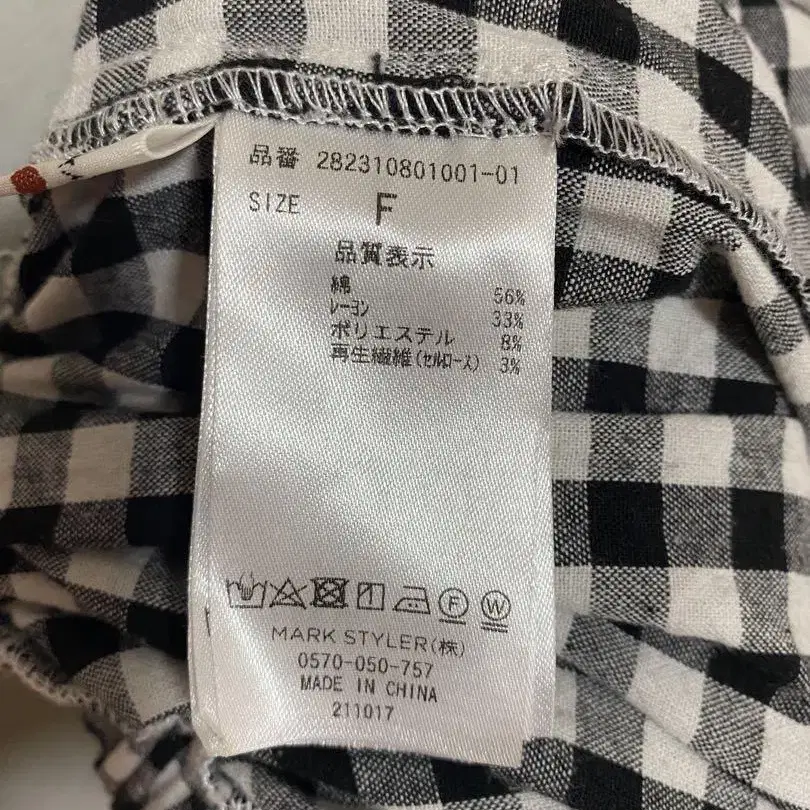 品番 282310801001-01
SIZE F
品質表示
綿 56%
レーヨン 33%
ポリエステル 8%
再生繊維(セルロース) 3%
F W
MARK STYLER(株)
0570-050-757
MADE IN CHINA
211017